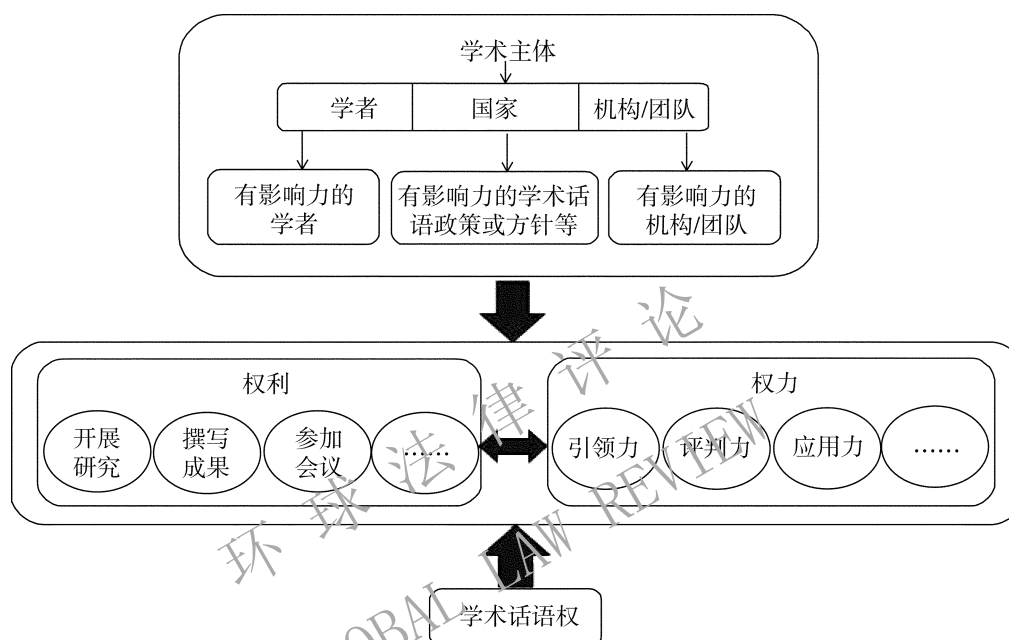 学术主体
学者 国家 机构/团队
有影响力的
学者
有影响力的学术话
语政策或方针等
有影响力的
机构/团队
权利
开展
研究
撰写
成果
参加
会议
……
权力
引领力
评判力
应用力
……
学术话语权
环球法律评论
OBAL LAW REVIEW